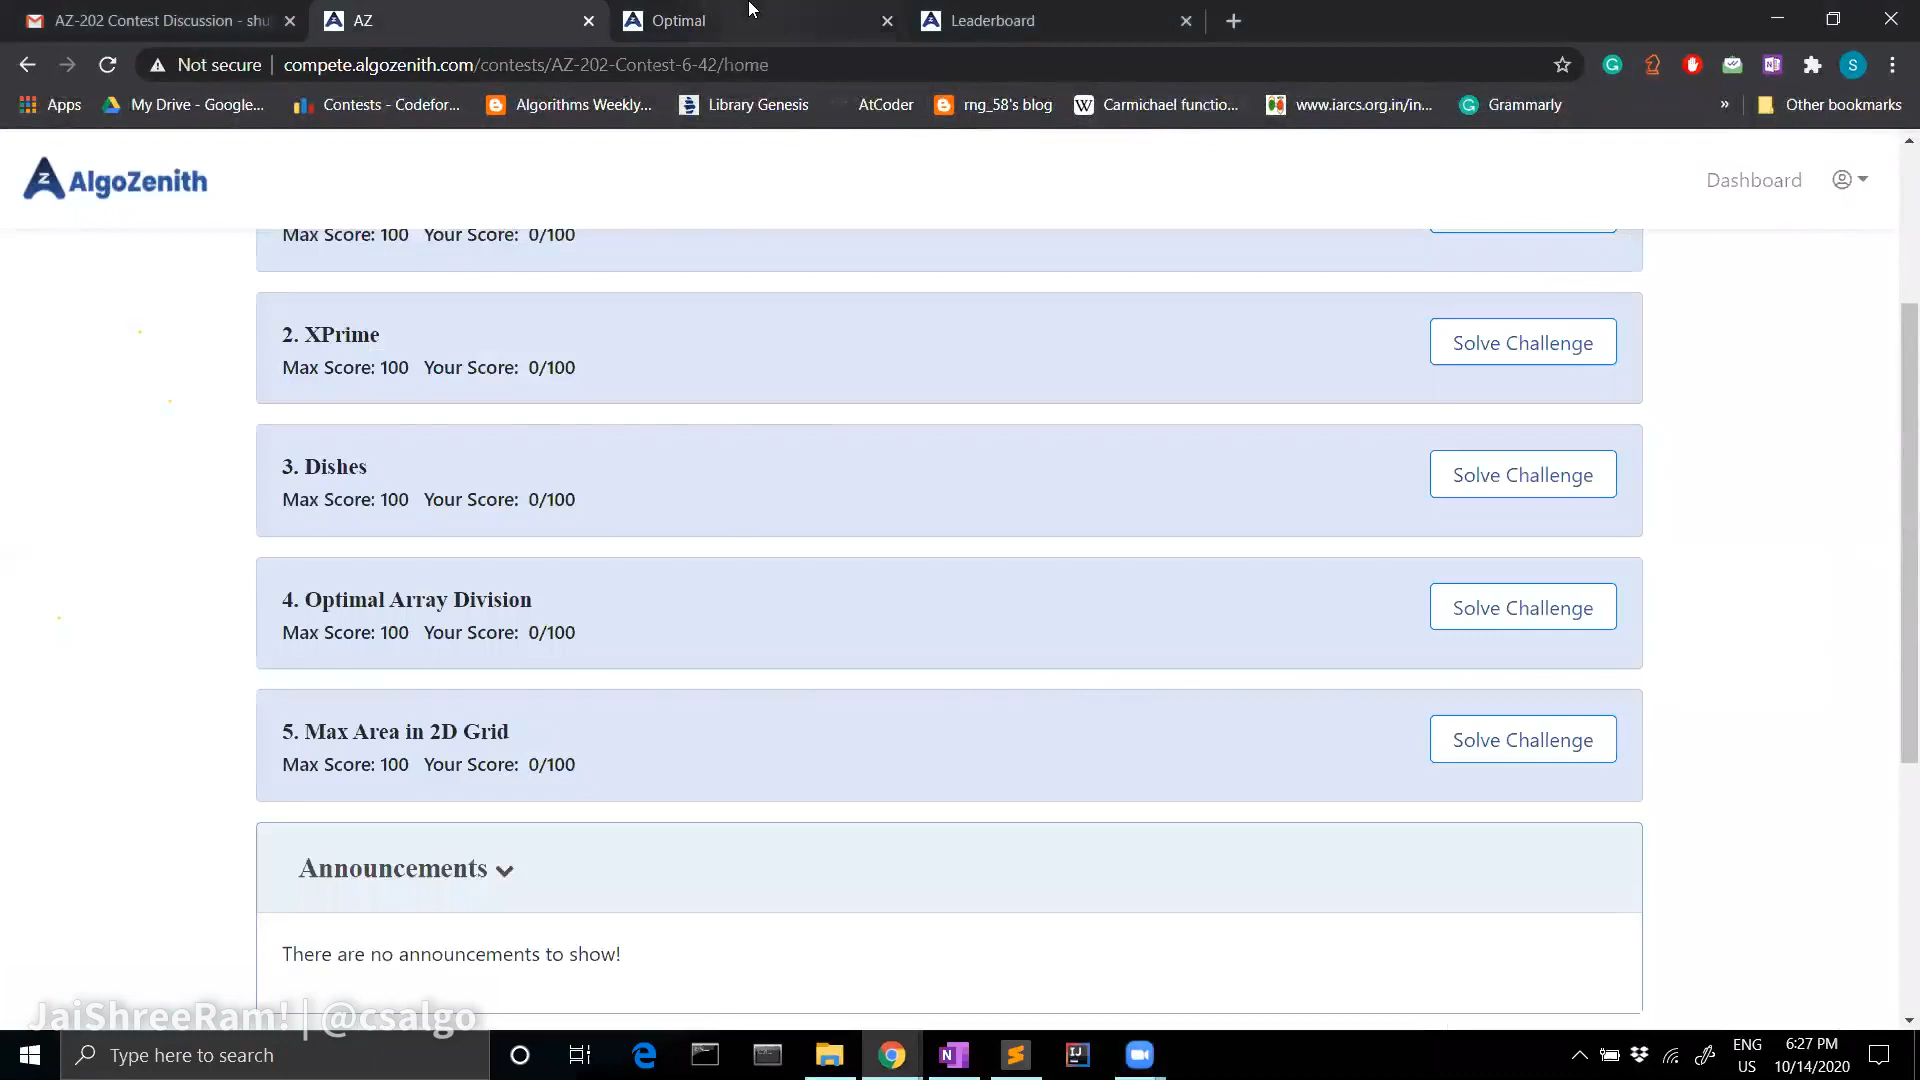 AZ-202 Contest Discussion - shu
AZ
Optimal
Leaderboard
Not secure
compete.algozenith.com/contests/AZ-202-Contest-6-42/home
Apps
My Drive - Google...
Contests - Codefor...
Algorithms Weekly...
Library Genesis
AtCoder
rng_58's blog
Carmichael functio...
www.iarcs.org.in/in...
Grammarly
»
Other bookmarks
AlgoZenith
Dashboard
Max Score: 100 Your Score: 0/100
2. XPrime
Max Score: 100 Your Score: 0/100
Solve Challenge
3. Dishes
Max Score: 100 Your Score: 0/100
Solve Challenge
4. Optimal Array Division
Max Score: 100 Your Score: 0/100
Solve Challenge
5. Max Area in 2D Grid
Max Score: 100 Your Score: 0/100
Solve Challenge
Announcements
There are no announcements to show!
JaiShreeRam! | @csalgo
Type here to search
ENG
US
6:27 PM
10/14/2020